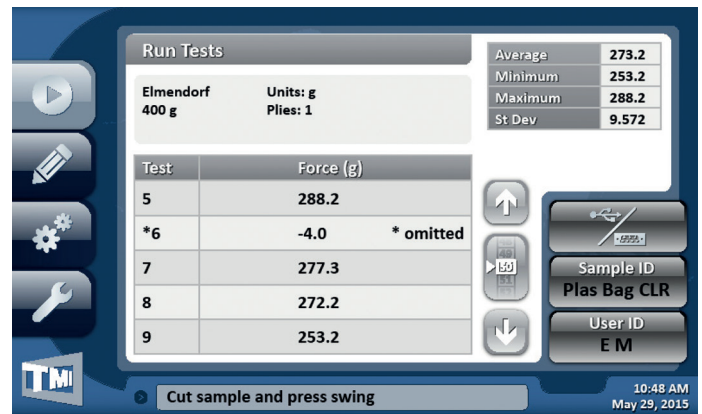 Run Tests
Elmendorf Units: g
400 g Plies: 1
Average 273.2
Minimum 253.2
Maximum 288.2
St Dev 9.572
Test Force (g)
5 288.2
*6 -4.0 * omitted
7 277.3
8 272.2
9 253.2
49
50
51
Sample ID
Plas Bag CLR
User ID
E M
TMI
Cut sample and press swing
10:48 AM
May 29, 2015